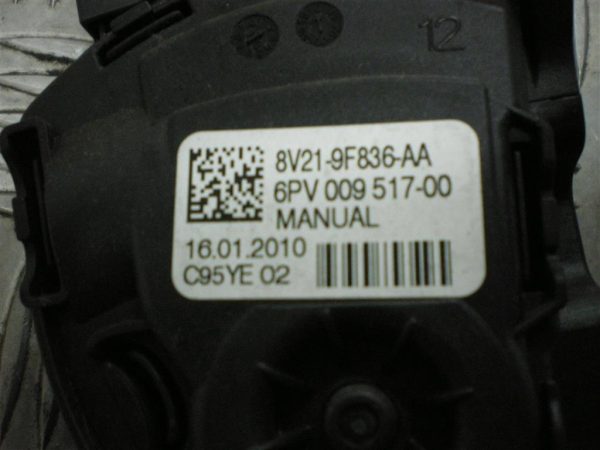 12
8V21-9F836-AA
6PV 009 517-00
MANUAL
16.01.2010
C95YE 02